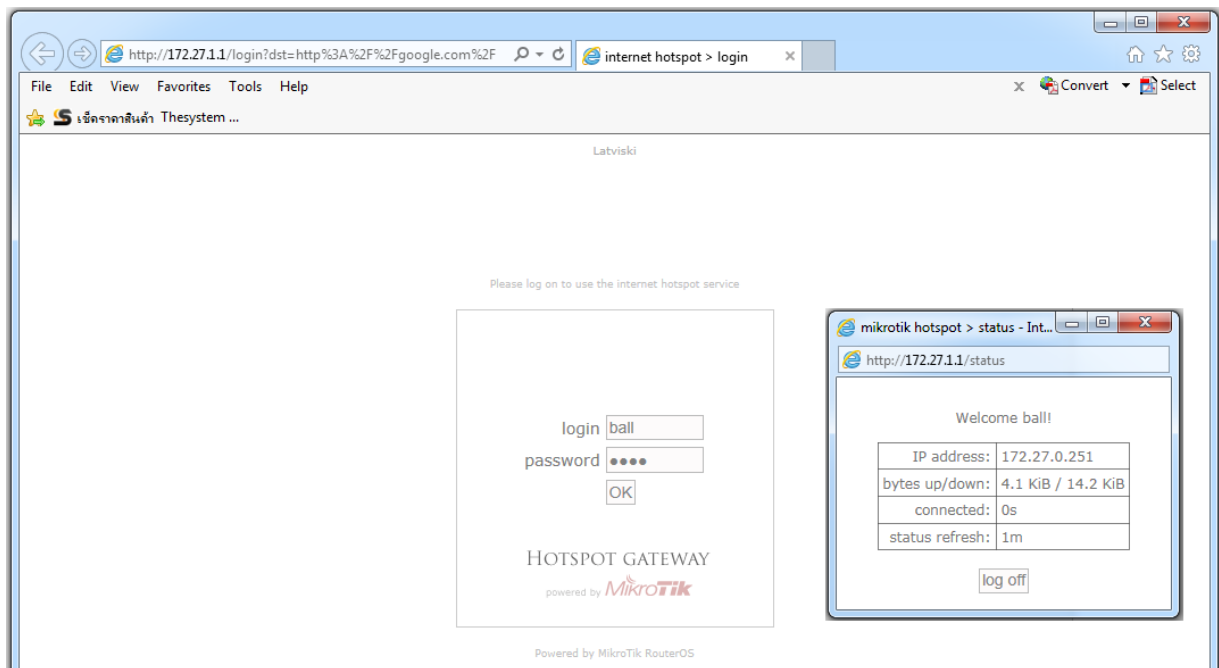 http://172.27.1.1/login?dst=http%3A%2F%2Fgoogle.com%2F
internet hotspot > login
File Edit View Favorites Tools Help
x Convert Select
เช็คราคาสินค้า Thesystem ...
Latviski
Please log on to use the internet hotspot service
login ball
password ●●●●
OK
HOTSPOT GATEWAY
powered by MikroTik
Powered by MikroTik RouterOS
mikrotik hotspot > status - Int...
http://172.27.1.1/status
Welcome ball!
IP address: 172.27.0.251
bytes up/down: 4.1 KiB / 14.2 KiB
connected: 0s
status refresh: 1m
log off